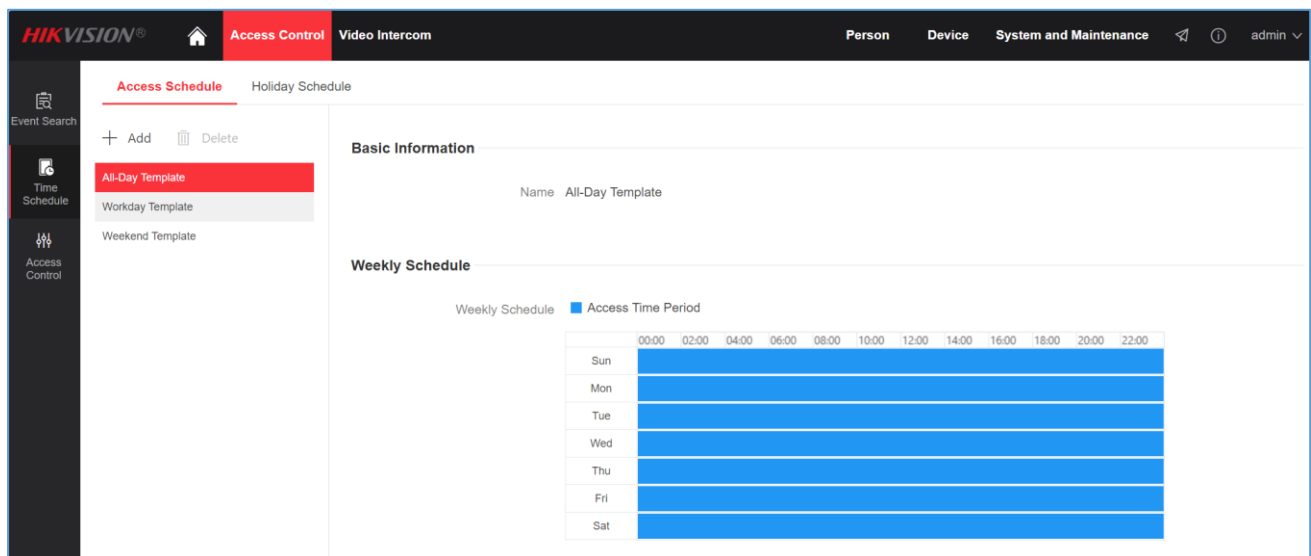 HIKVISION®
Access Control
Video Intercom
Person
Device
System and Maintenance
admin
Event Search
Time
Schedule
Access
Control
Access Schedule
Holiday Schedule
Add
Delete
All-Day Template
Workday Template
Weekend Template
Basic Information
Name All-Day Template
Weekly Schedule
Weekly Schedule Access Time Period
00:00 02:00 04:00 06:00 08:00 10:00 12:00 14:00 16:00 18:00 20:00 22:00
Sun
Mon
Tue
Wed
Thu
Fri
Sat